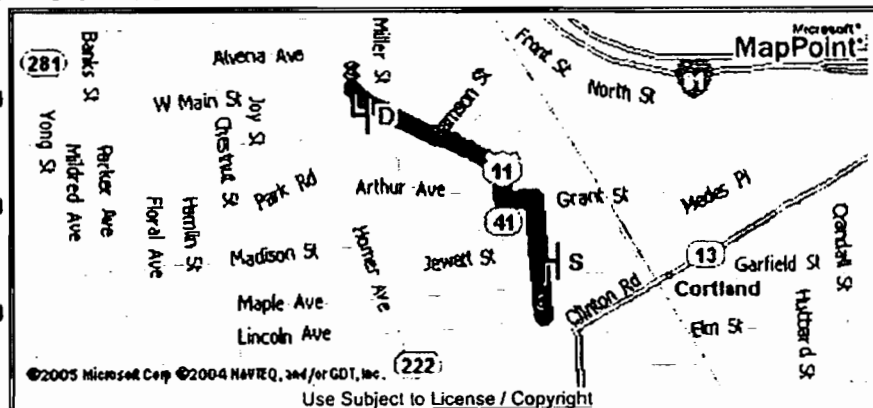 Microsoft®
MapPoint®
281
Banks St
Alvena Ave
Miller St
Front St
North St
W Main St
Joy St
Chestnut St
D
Yong St
Mildred Ave
Parker Ave
Floral Ave
Hamlin St
Park Rd
Arthur Ave
11
Grant St
Medes Pl
41
13
Crandall St
Madison St
Homer Ave
Jewett St
S
Garfield St
Clinton Rd
Cortland
Maple Ave
Elm St
Hubbard St
Lincoln Ave
222
©2005 Microsoft Corp ©2004 NAVTEQ, and/or GDT, Inc.
Use Subject to License / Copyright